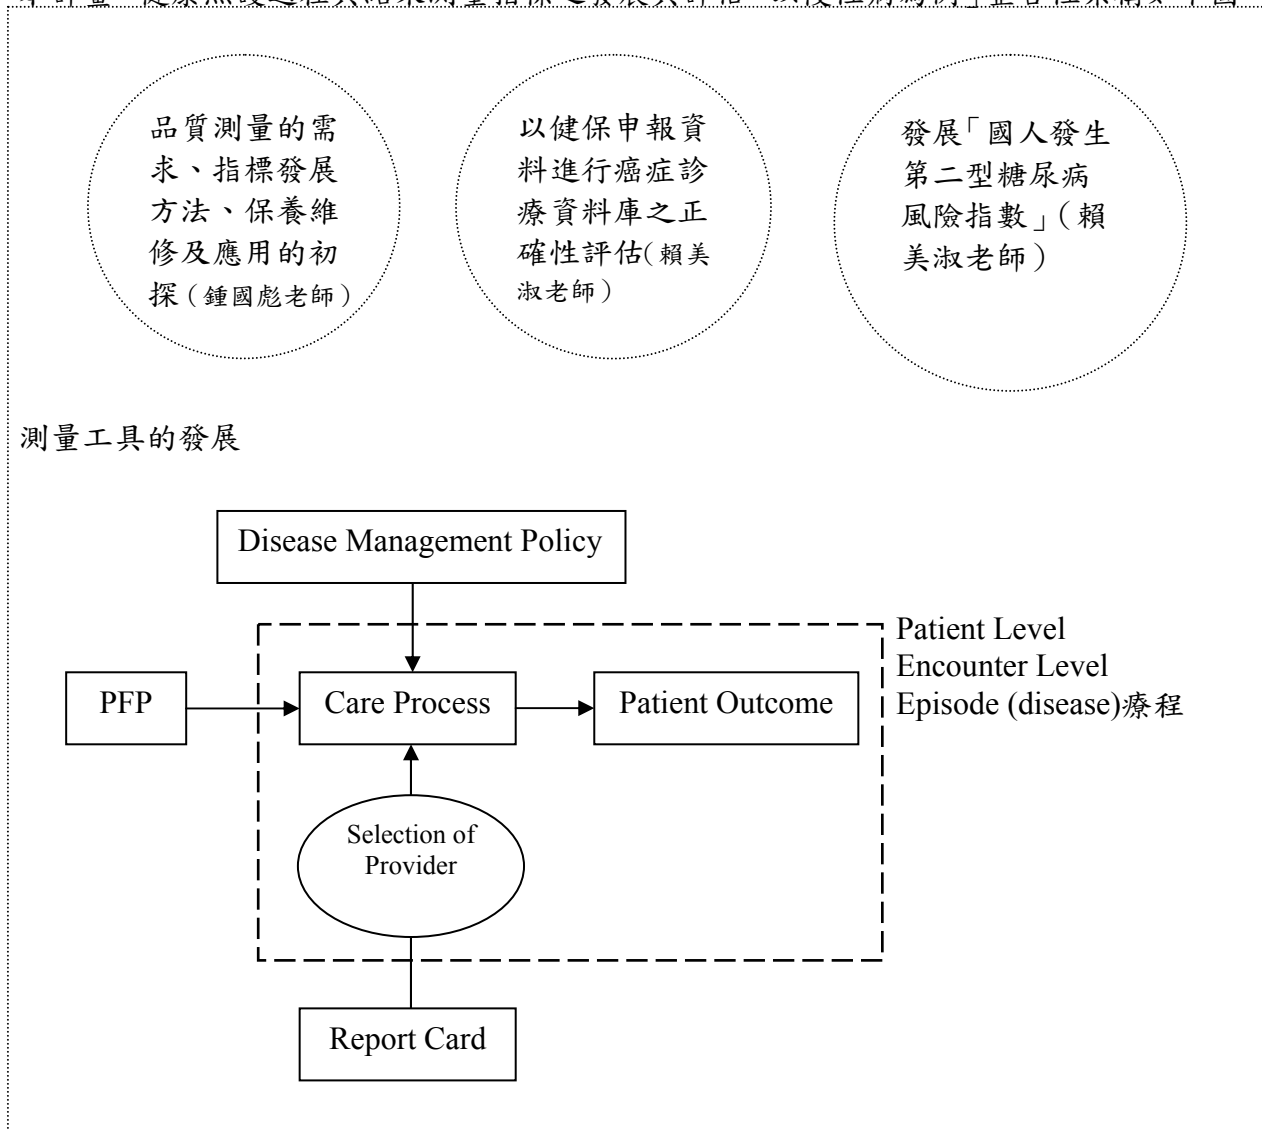 品質測量的需
求、指標發展
方法、保養維
修及應用的初
探(鍾國彪老師)
以健保申報資
料進行癌症診
療資料庫之正
確性評估(賴美
淑老師)
發展「國人發生
第二型糖尿病
風險指數」(賴
美淑老師)
測量工具的發展
Disease Management Policy
Patient Level
Encounter Level
Episode (disease)療程
PFP
Care Process
Patient Outcome
Selection of
Provider
Report Card